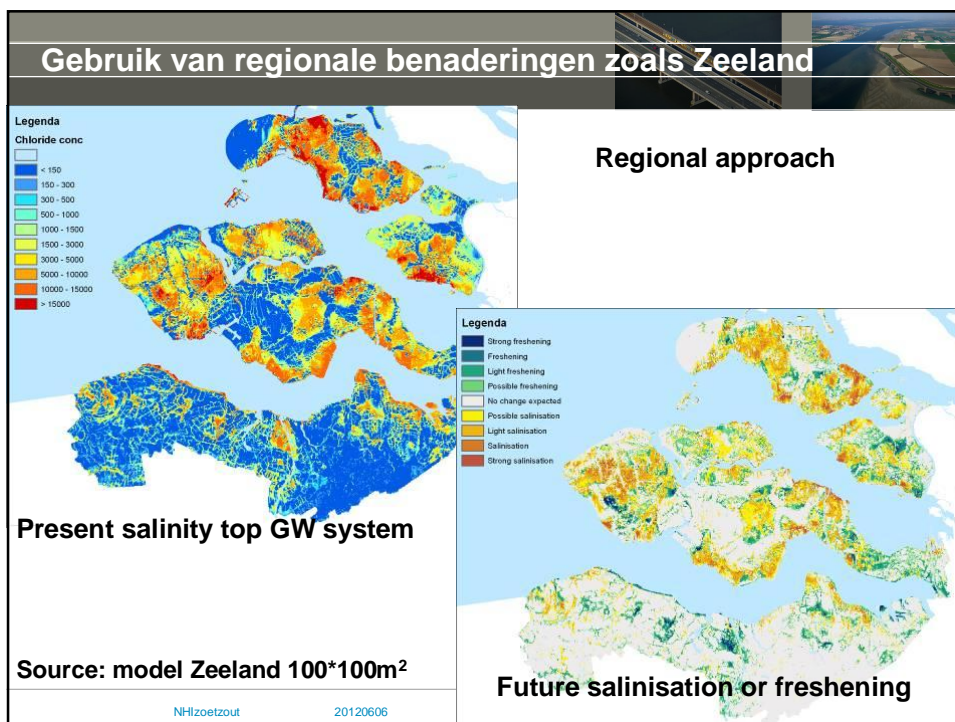 Gebruik van regionale benaderingen zoals Zeeland
Legenda
Chloride conc
< 150
150 - 300
300 - 500
500 - 1000
1000 - 1500
1500 - 3000
3000 - 5000
5000 - 10000
10000 - 15000
> 15000
Regional approach
Legenda
Strong freshening
Freshening
Light freshening
Possible freshening
No change expected
Possible salinisation
Light salinisation
Salinisation
Strong salinisation
Present salinity top GW system
Source: model Zeeland 100*100m²
Future salinisation or freshening
NHIzoetzout 20120606